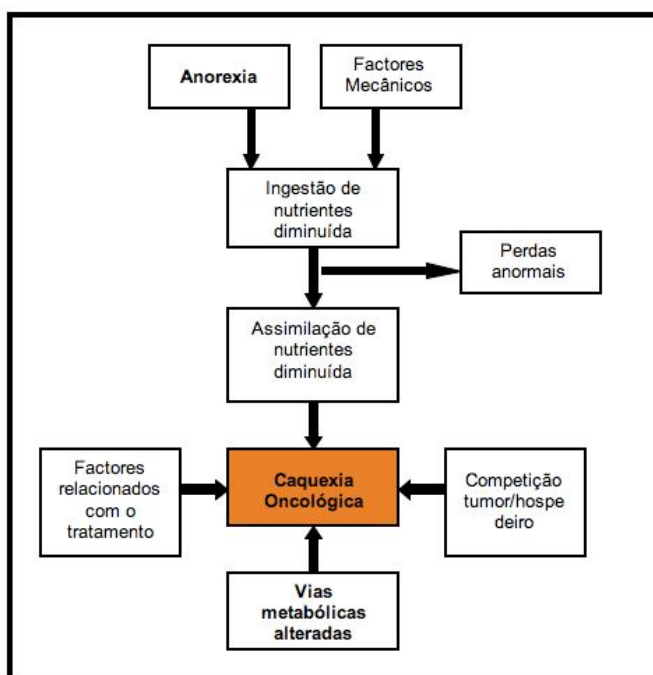 Anorexia
Factores
Mecânicos
Ingestão de
nutrientes
diminuída
Perdas
anormais
Assimilação de
nutrientes
diminuída
Factores
relacionados
com o
tratamento
Caquexia
Oncológica
Competição
tumor/hospe
deiro
Vias
metabólicas
alteradas